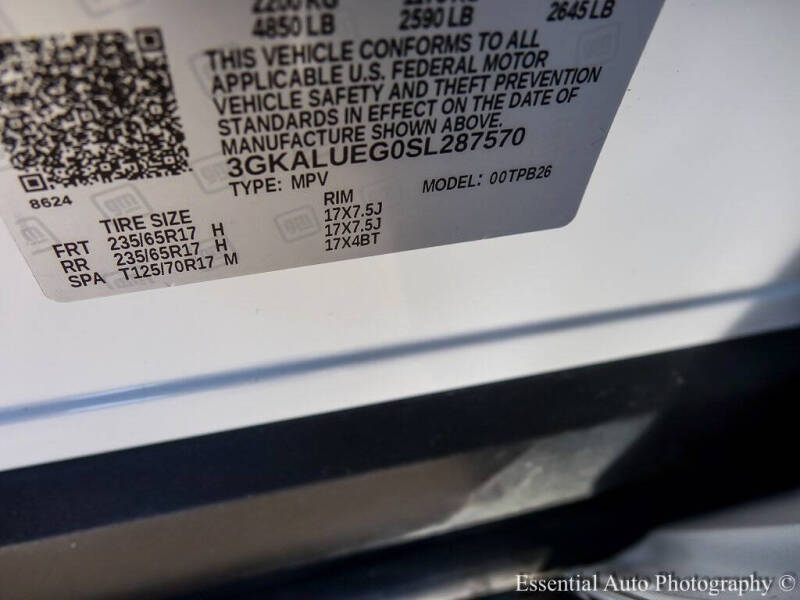 2200 KG
4850 LB 2590 LB 2645 LB
THIS VEHICLE CONFORMS TO ALL
APPLICABLE U.S. FEDERAL MOTOR
VEHICLE SAFETY AND THEFT PREVENTION
STANDARDS IN EFFECT ON THE DATE OF
MANUFACTURE SHOWN ABOVE.
3GKALUEG0SL287570
TYPE: MPV MODEL: 00TPB26
8624
TIRE SIZE RIM
FRT 235/65R17 H 17X7.5J
RR 235/65R17 H 17X7.5J
SPA T125/70R17 M 17X4BT
Essential Auto Photography ©